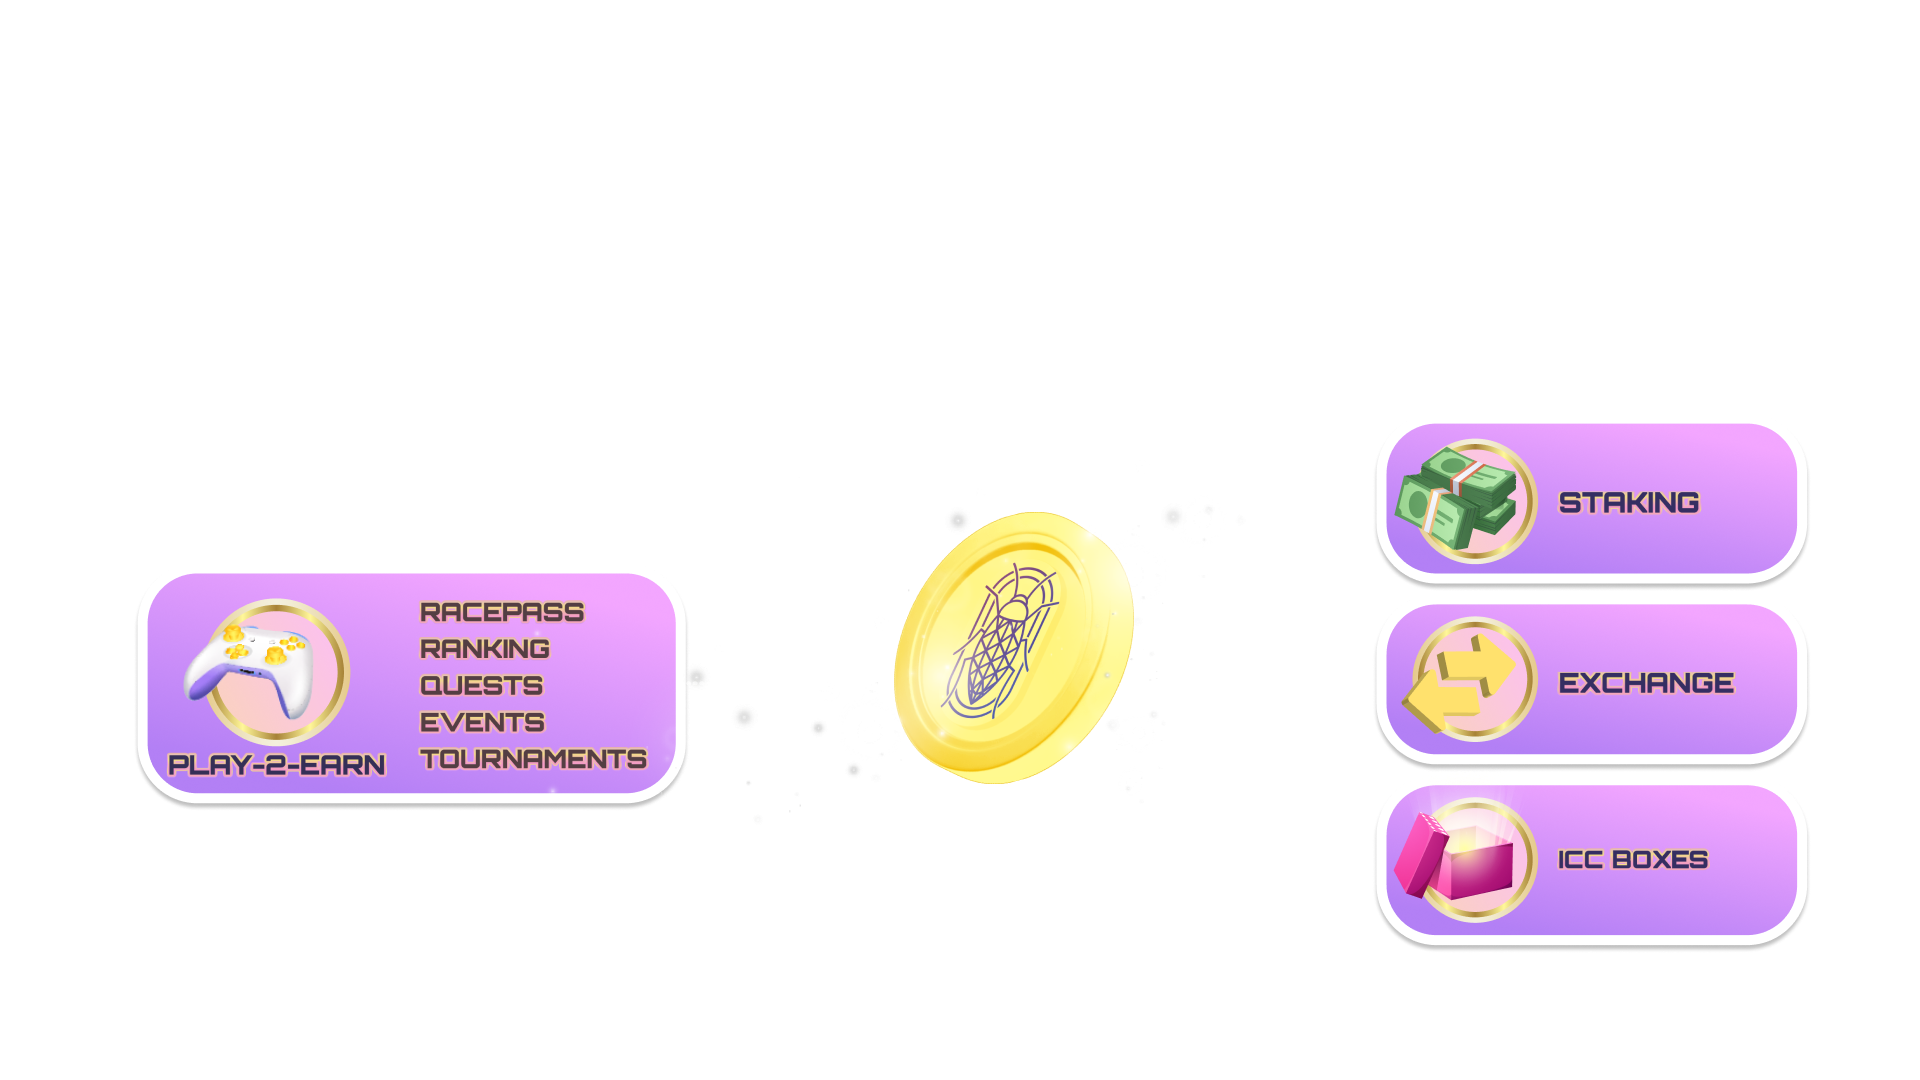 RACEPASS
RANKING
QUESTS
EVENTS
TOURNAMENTS
PLAY-2-EARN
STAKING
EXCHANGE
ICC BOXES